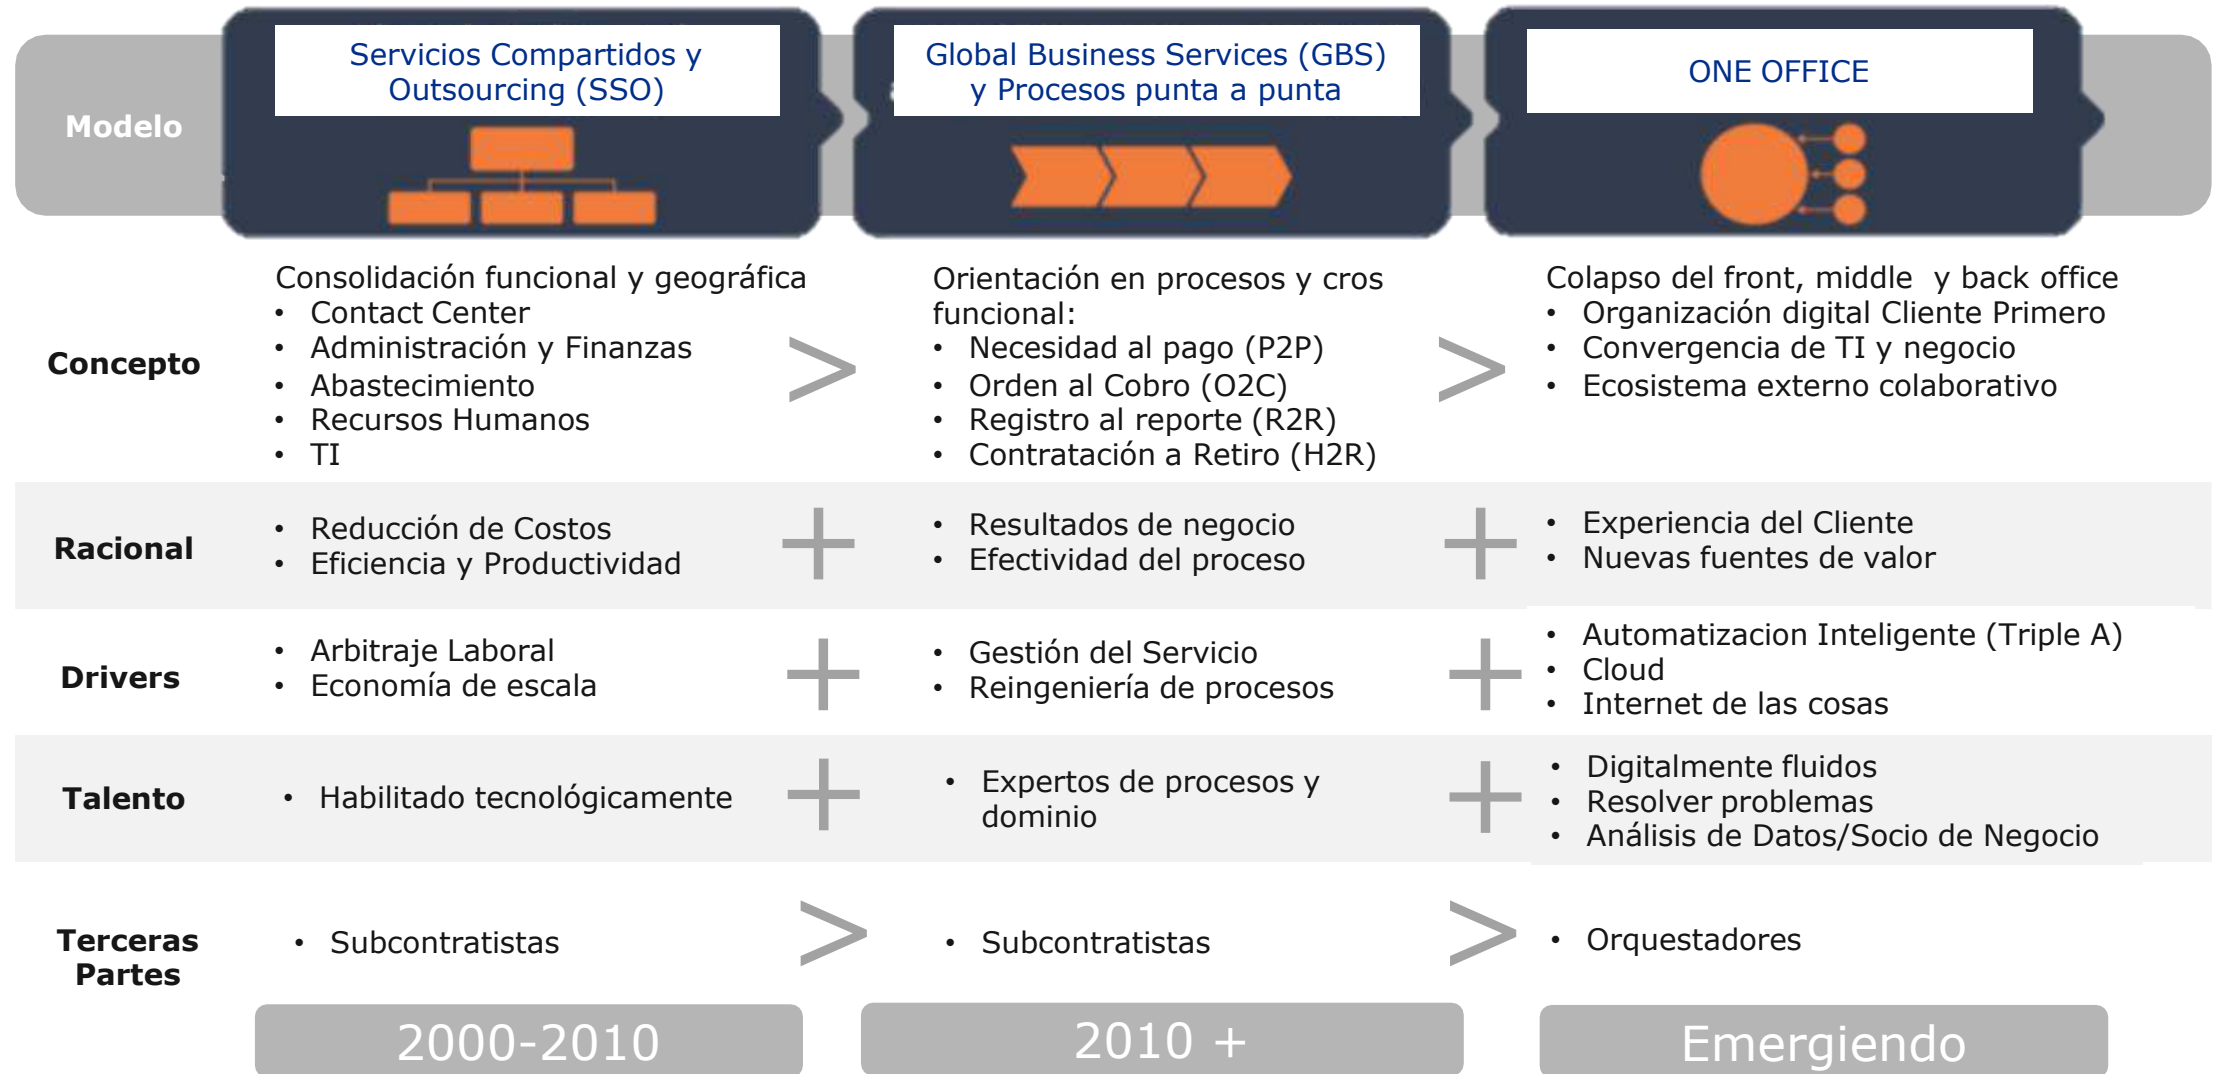 Modelo
Servicios Compartidos y
Outsourcing (SSO)
Global Business Services (GBS)
y Procesos punta a punta
ONE OFFICE
Concepto
Consolidación funcional y geográfica
• Contact Center
• Administración y Finanzas
• Abastecimiento
• Recursos Humanos
• TI
>
Orientación en procesos y cros
funcional:
• Necesidad al pago (P2P)
• Orden al Cobro (O2C)
• Registro al reporte (R2R)
• Contratación a Retiro (H2R)
>
Colapso del front, middle y back office
• Organización digital Cliente Primero
• Convergencia de TI y negocio
• Ecosistema externo colaborativo
Racional
• Reducción de Costos
• Eficiencia y Productividad
+
• Resultados de negocio
• Efectividad del proceso
+
• Experiencia del Cliente
• Nuevas fuentes de valor
Drivers
• Arbitraje Laboral
• Economía de escala
+
• Gestión del Servicio
• Reingeniería de procesos
+
• Automatizacion Inteligente (Triple A)
• Cloud
• Internet de las cosas
Talento
• Habilitado tecnológicamente
+
• Expertos de procesos y
dominio
+
• Digitalmente fluidos
• Resolver problemas
• Análisis de Datos/Socio de Negocio
Terceras
Partes
• Subcontratistas
>
• Subcontratistas
>
• Orquestadores
2000-2010
2010 +
Emergiendo